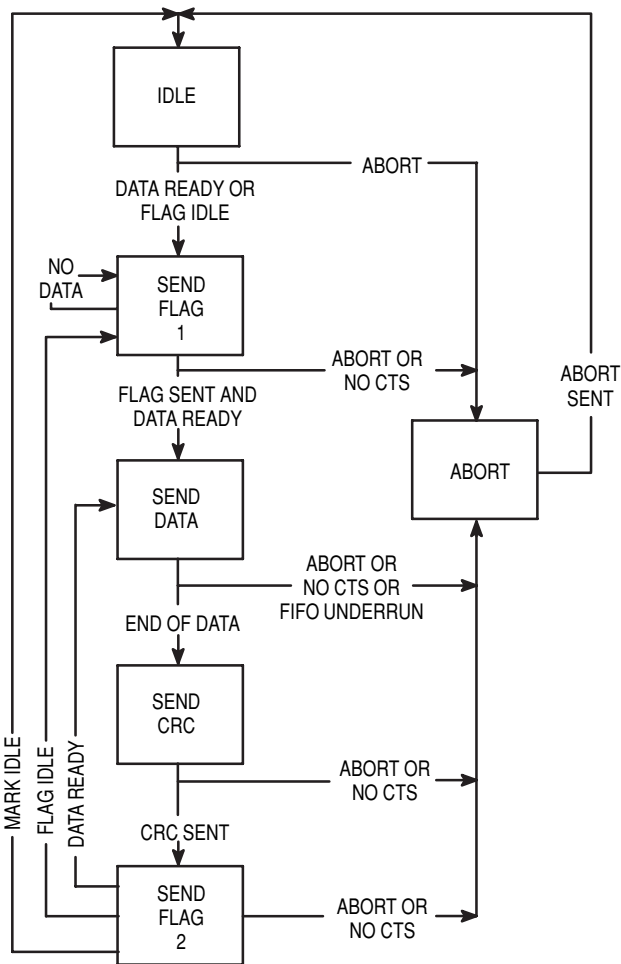 IDLE
ABORT
DATA READY OR
FLAG IDLE
NO
DATA
SEND
FLAG
1
ABORT OR
NO CTS
ABORT
SENT
FLAG SENT AND
DATA READY
ABORT
SEND
DATA
ABORT OR
NO CTS OR
FIFO UNDERRUN
END OF DATA
SEND
CRC
ABORT OR
NO CTS
MARK IDLE
FLAG IDLE
DATA READY
CRC SENT
SEND
FLAG
2
ABORT OR
NO CTS